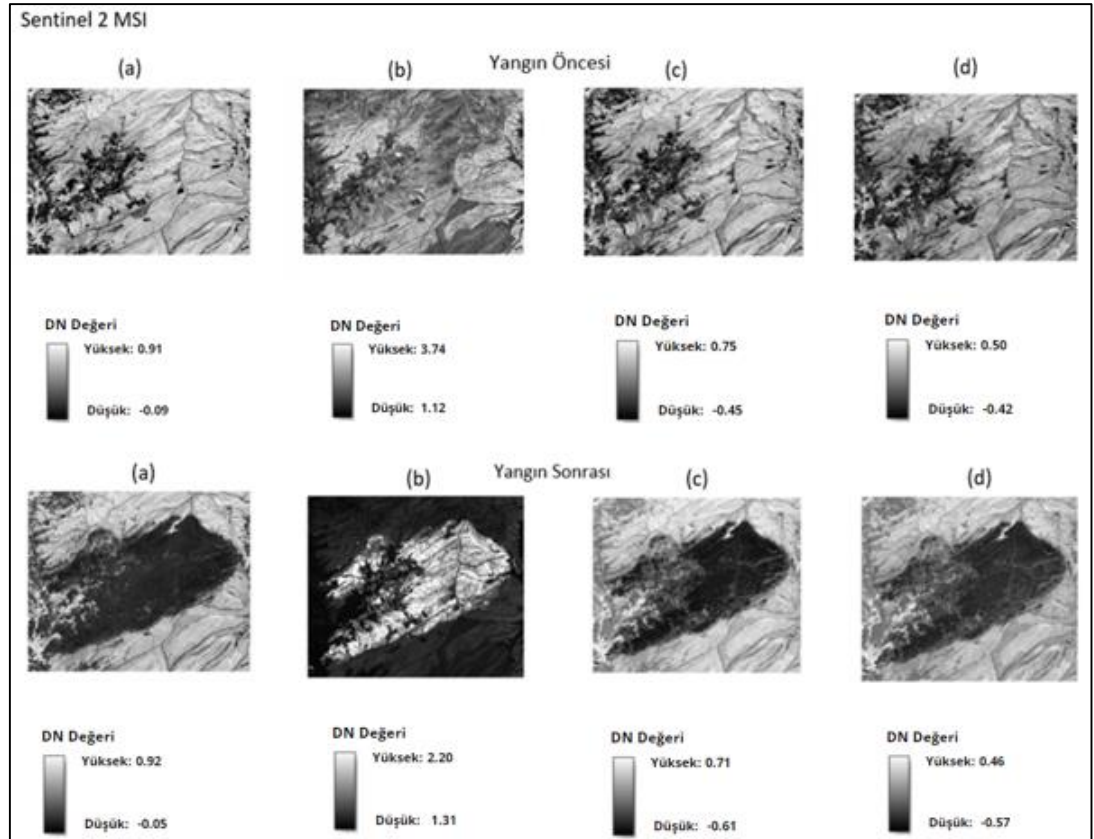 Sentinel 2 MSI
Yangın Öncesi
(a) (b) (c) (d)
DN Değeri DN Değeri DN Değeri DN Değeri
Yüksek: 0.91 Yüksek: 3.74 Yüksek: 0.75 Yüksek: 0.50
Düşük: -0.09 Düşük: 1.12 Düşük: -0.45 Düşük: -0.42
Yangın Sonrası
(a) (b) (c) (d)
DN Değeri DN Değeri DN Değeri DN Değeri
Yüksek: 0.92 Yüksek: 2.20 Yüksek: 0.71 Yüksek: 0.46
Düşük: -0.05 Düşük: 1.31 Düşük: -0.61 Düşük: -0.57